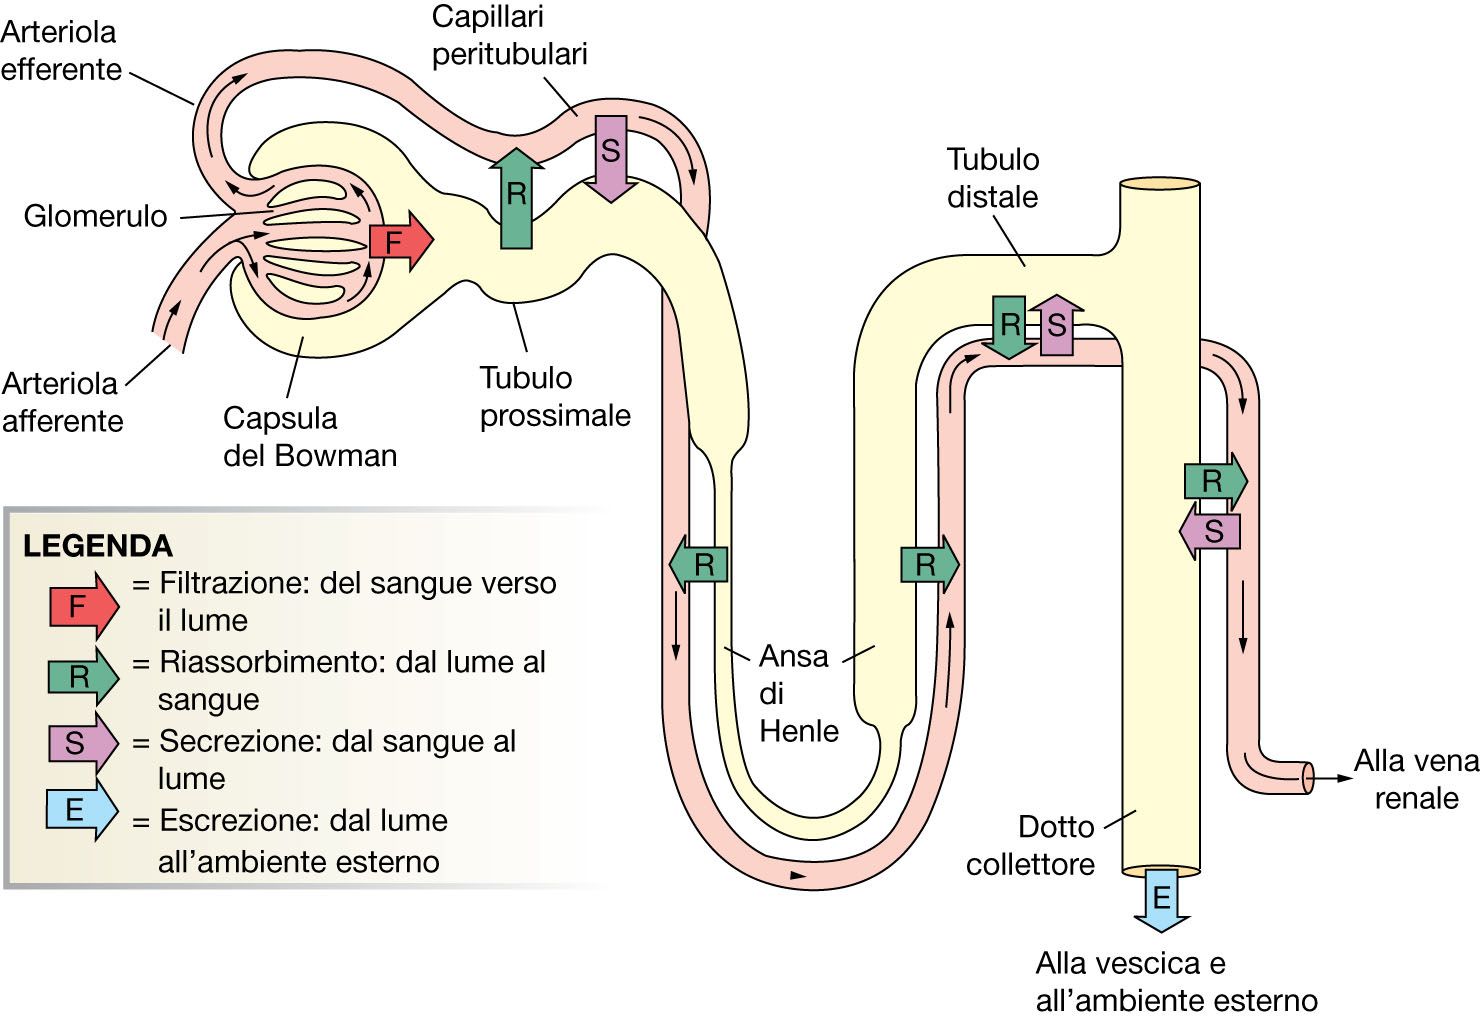 Arteriola
efferente
Capillari
peritubulari
S
R
Tubulo
distale
Glomerulo
F
R
S
Arteriola
afferente
Capsula
del Bowman
Tubulo
prossimale
R
S
R
R
LEGENDA
F
= Filtrazione: del sangue verso
il lume
R
= Riassorbimento: dal lume al
sangue
S
= Secrezione: dal sangue al
lume
E
= Escrezione: dal lume
all’ambiente esterno
Ansa
di
Henle
Alla vena
renale
Dotto
collettore
E
Alla vescica e
all’ambiente esterno